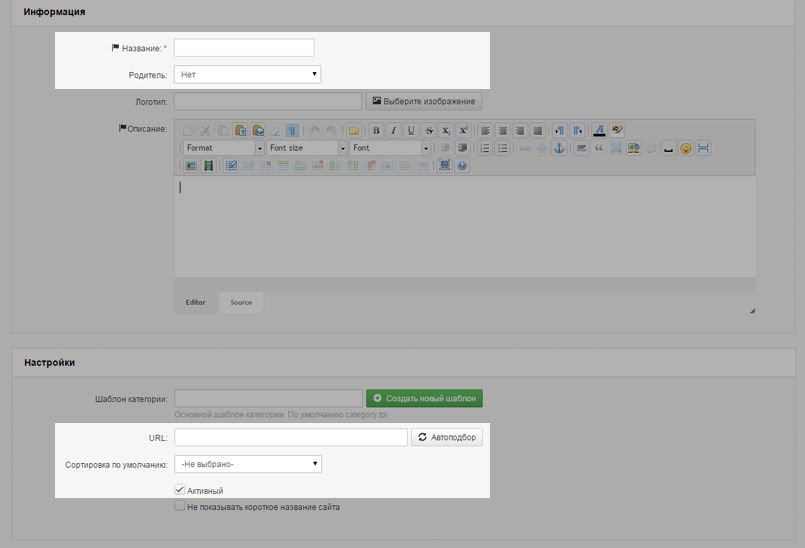 Информация
Название: *
Родитель: Нет
Логотип: Выберите изображение
Описание:
B I U S X₂ X²
Format Font size Font
Editor Source
Настройки
Шаблон категории: Создать новый шаблон
Основной шаблон категории. По умолчанию category.tpl
URL: Автоподбор
Сортировка по умолчанию: -Не выбрано-
Активный
Не показывать короткое название сайта